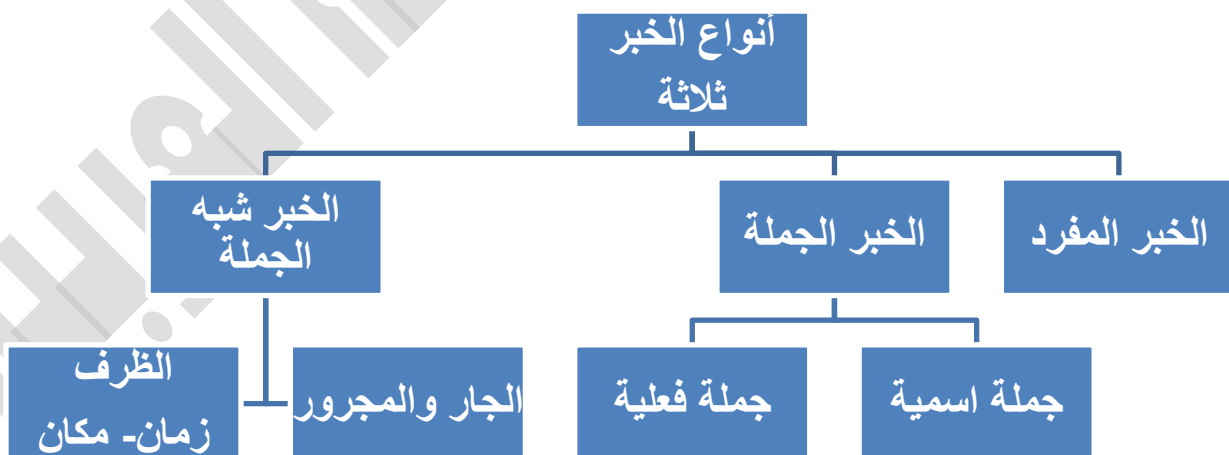 أنواع الخبر
ثلاثة
الخبر المفرد
الخبر الجملة
الخبر شبه
الجملة
جملة اسمية
جملة فعلية
الجار والمجرور
الظرف
زمان- مكان